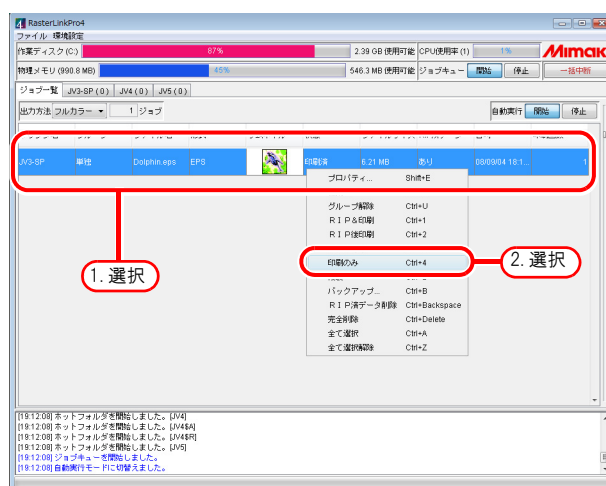 RasterLinkPro4
ファイル 環境設定
作業ディスク(C:) 87% 2.39 GB 使用可能 CPU使用率(1) 1% Mimaki
物理メモリ(990.8 MB) 45% 546.3 MB 使用可能 ジョブキュー 開始 停止 一括中断
ジョブ一覧 JV3-SP(0) JV4(0) JV5(0)
出力方法 フルカラー 1 ジョブ 自動実行 開始 停止
JV3-SP 単独 Dolphin.eps EPS 印刷済 6.21 MB あり 08/09/04 18:1... 1
プロパティ... Shift+E
グループ解除 Ctrl+U
RIP&印刷 Ctrl+1
RIP後印刷 Ctrl+2
印刷のみ Ctrl+4
1. 選択
2. 選択
バックアップ... Ctrl+B
RIP済データ削除 Ctrl+Backspace
完全削除 Ctrl+Delete
全て選択 Ctrl+A
全て選択解除 Ctrl+Z
[19:12:08] ホットフォルダを開始しました。[JV4]
[19:12:08] ホットフォルダを開始しました。[JV4$A]
[19:12:08] ホットフォルダを開始しました。[JV4$R]
[19:12:08] ホットフォルダを開始しました。[JV5]
[19:12:08] ジョブキューを開始しました。
[19:12:08] 自動実行モードに切替えました。